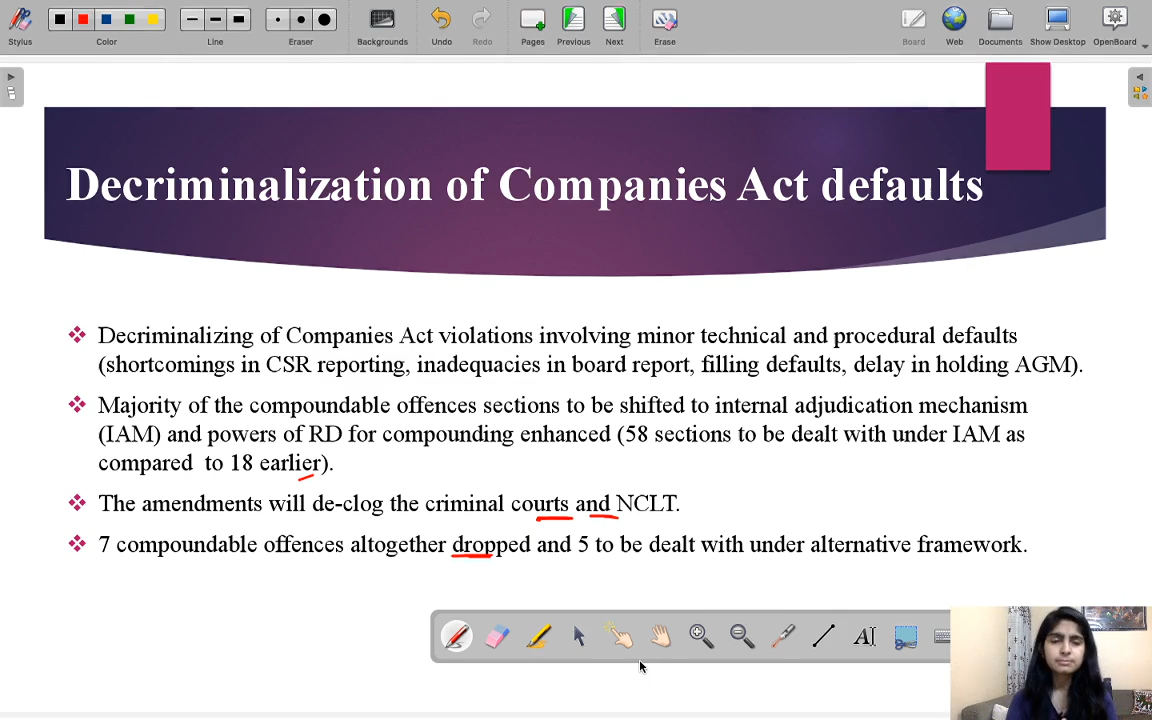 Stylus Color Line Eraser Backgrounds Undo Redo Pages Previous Next Erase Board Web Documents Show Desktop OpenBoard
Decriminalization of Companies Act defaults
Decriminalizing of Companies Act violations involving minor technical and procedural defaults
(shortcomings in CSR reporting, inadequacies in board report, filling defaults, delay in holding AGM).
Majority of the compoundable offences sections to be shifted to internal adjudication mechanism
(IAM) and powers of RD for compounding enhanced (58 sections to be dealt with under IAM as
compared to 18 earlier).
The amendments will de-clog the criminal courts and NCLT.
7 compoundable offences altogether dropped and 5 to be dealt with under alternative framework.